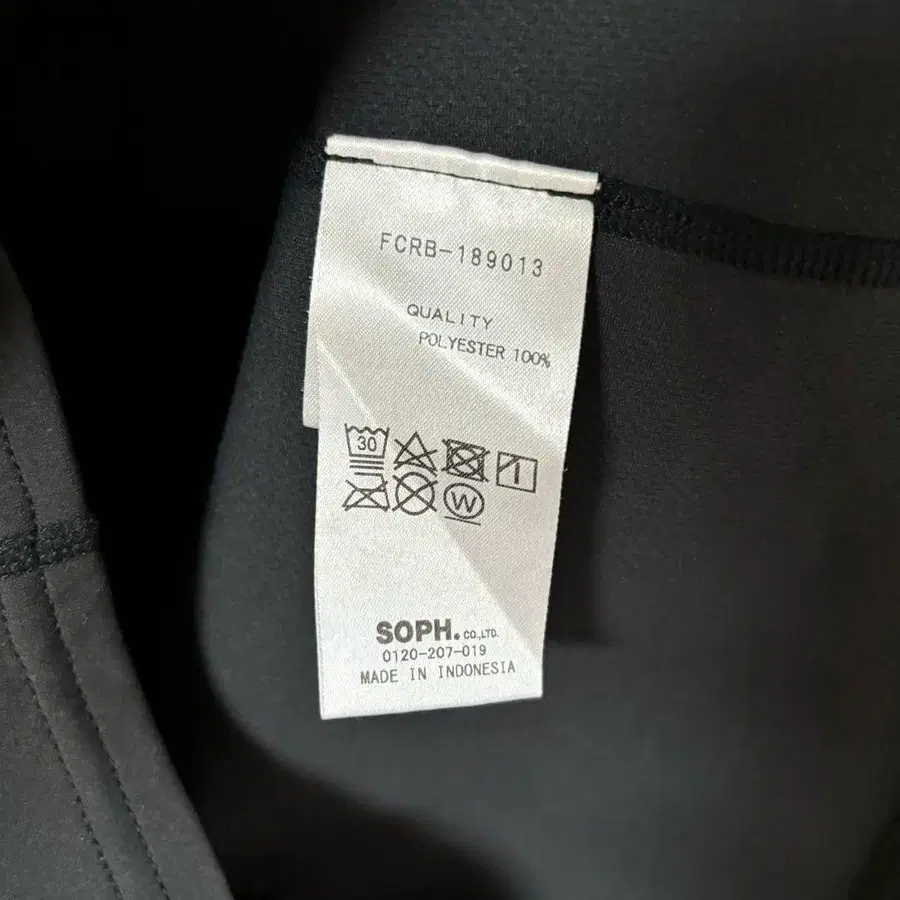 FCRB-189013
QUALITY
POLYESTER 100%
30
W
SOPH. CO.,LTD.
0120-207-019
MADE IN INDONESIA